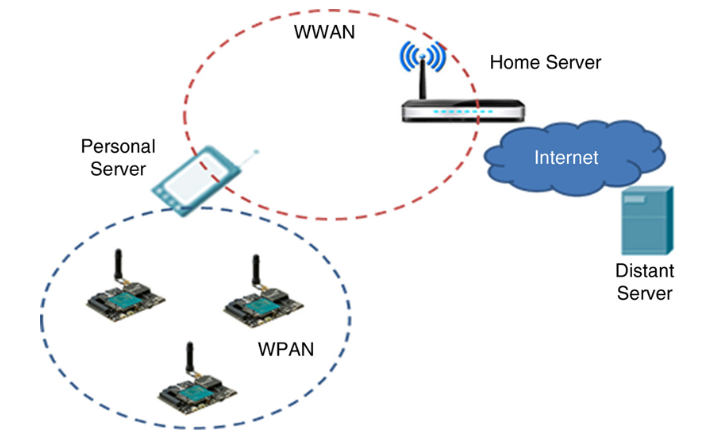 WWAN
Home Server
Personal
Server
Internet
Distant
Server
WPAN